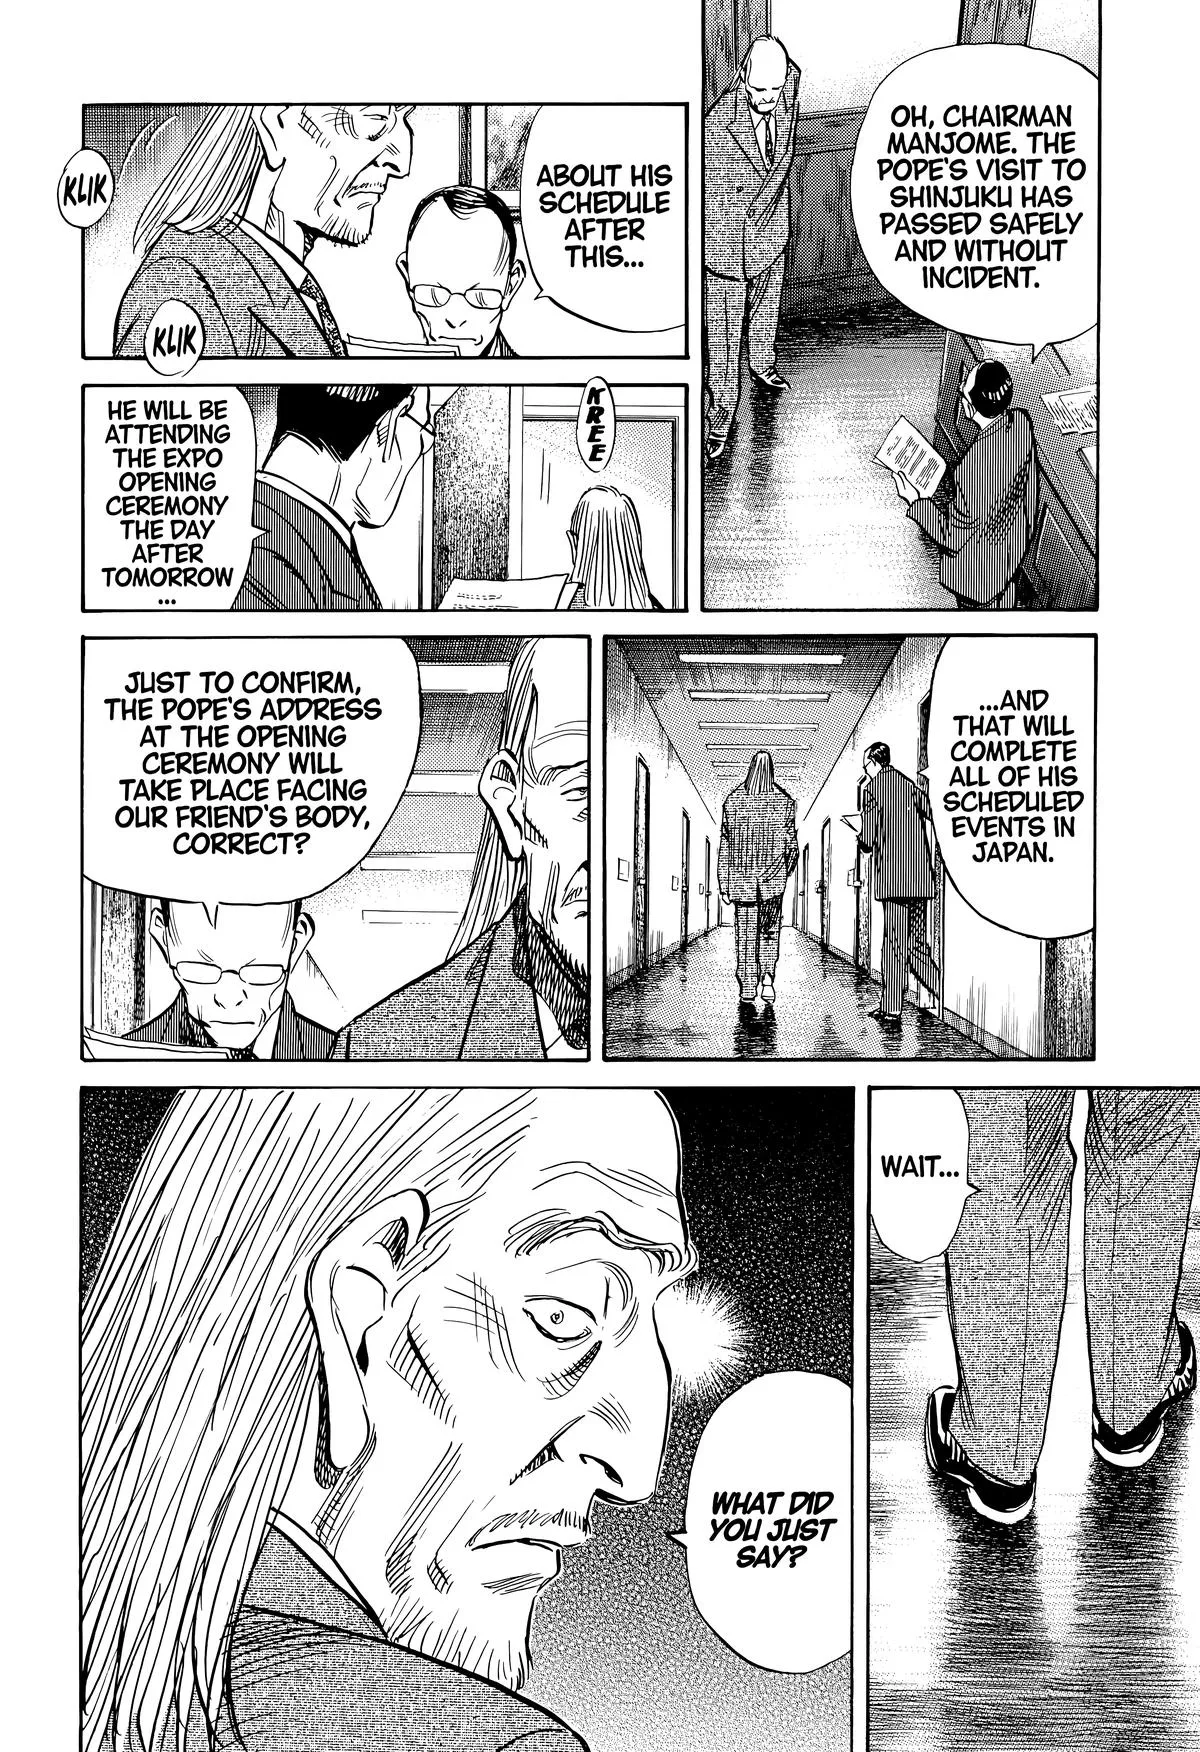 OH, CHAIRMAN
MANJOME. THE
POPE'S VISIT TO
SHINJUKU HAS
PASSED SAFELY
AND WITHOUT
INCIDENT.
ABOUT HIS
SCHEDULE
AFTER
THIS...
KLIK
KLIK
KREE
HE WILL BE
ATTENDING
THE EXPO
OPENING
CEREMONY
THE DAY
AFTER
TOMORROW
...
...AND
THAT WILL
COMPLETE
ALL OF HIS
SCHEDULED
EVENTS IN
JAPAN.
JUST TO CONFIRM,
THE POPE'S ADDRESS
AT THE OPENING
CEREMONY WILL
TAKE PLACE FACING
OUR FRIEND'S BODY,
CORRECT?
WAIT...
WHAT DID
YOU JUST
SAY?